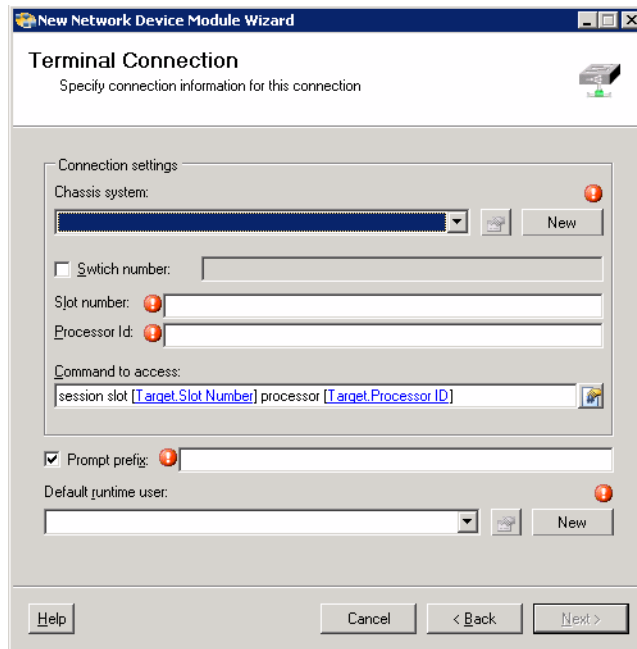 New Network Device Module Wizard
Terminal Connection
Specify connection information for this connection
Connection settings
Chassis system:
New
Swtich number:
Slot number:
Processor Id:
Command to access:
session slot [Target.Slot Number] processor [Target.Processor ID]
Prompt prefix:
Default runtime user:
New
Help Cancel < Back Next >